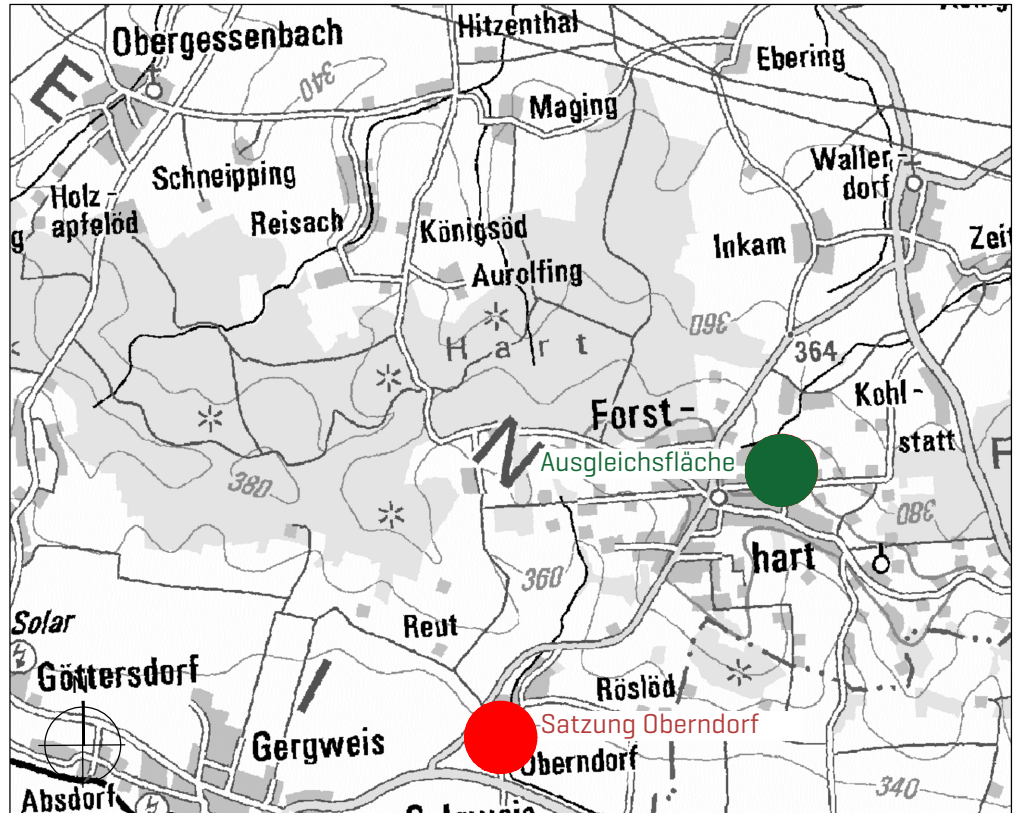 Hitzenthal
Obergessenbach
Ebering
340
E
Maging
Waller-
dorf
Schneipping
Holz-
apfelöd
Reisach
Königsöd
Inkam
Zeit
g
Aurolfing
360
Hart
364
Kohl-
Forst-
statt
N
Ausgleichsfläche
F
380
380
hart
360
Solar
Reut
Göttersdorf
Röslöd
N
Satzung Oberndorf
Gergweis
Oberndorf
340
Absdorf